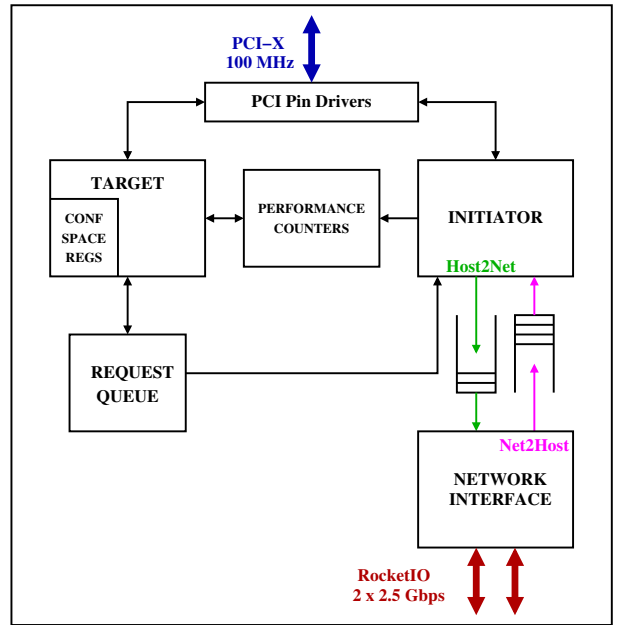 PCI-X
100 MHz
PCI Pin Drivers
TARGET
CONF
SPACE
REGS
PERFORMANCE
COUNTERS
INITIATOR
Host2Net
REQUEST
QUEUE
Net2Host
NETWORK
INTERFACE
RocketIO
2 x 2.5 Gbps